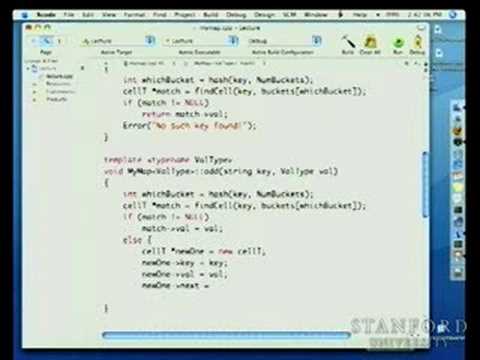 Xcode File Edit View Project Build Debug SCM Window Help
mymap.cpp - Lecture
Lecture
Lecture
Debug
Page
Active Target
Active Executable
Active Build Configuration
Build Clean All Run Debug
Lecture
{
int whichBucket = hash(key, NumBuckets);
cellT *match = findCell(key, buckets[whichBucket]);
if (match != NULL)
return match->val;
Error("No such key found!");
}
template <typename ValType>
void MyMap<ValType>::add(string key, ValType val)
{
int whichBucket = hash(key, NumBuckets);
cellT *match = findCell(key, buckets[whichBucket]);
if (match != NULL)
match->val = val;
else {
cellT *newOne = new cellT;
newOne->key = key;
newOne->val = val;
newOne->next =
}
STANFORD
UNIVERSITY